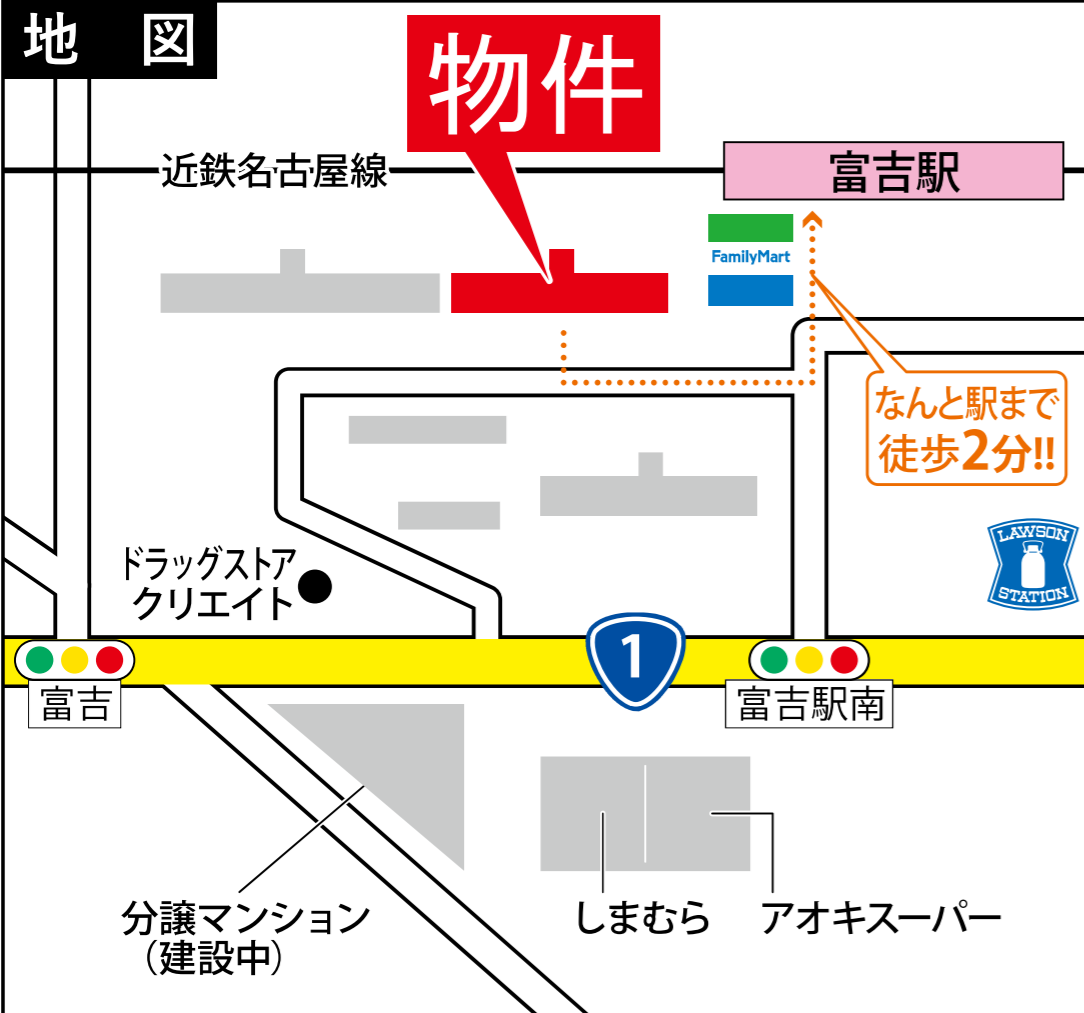 地 図
物件
近鉄名古屋線
富吉駅
FamilyMart
なんと駅まで
徒歩2分!!
LAWSON
STATION
ドラッグストア
クリエイト
1
富吉
富吉駅南
分譲マンション
（建設中）
しまむら
アオキスーパー